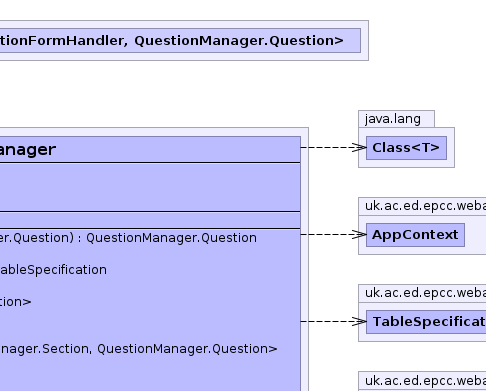 tionFormHandler, QuestionManager.Question>
java.lang
anager
Class<T>
uk.ac.ed.epcc.weba
er.Question) : QuestionManager.Question
AppContext
ableSpecification
uk.ac.ed.epcc.weba
tion>
TableSpecificat
anager.Section, QuestionManager.Question>
uk.ac.ed.epcc.weba